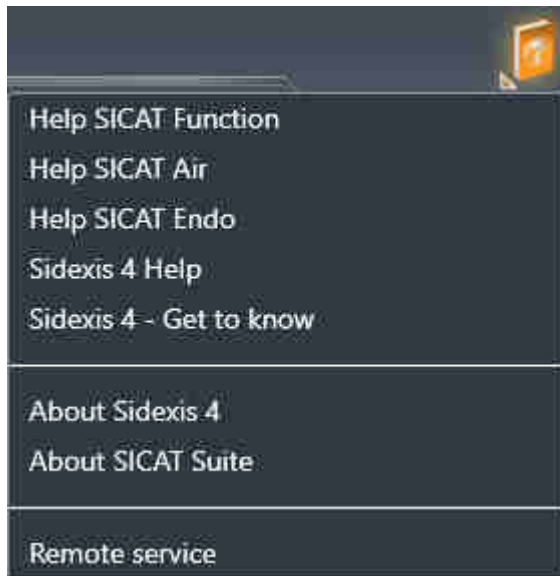 Help SICAT Function
Help SICAT Air
Help SICAT Endo
Sidexis 4 Help
Sidexis 4 - Get to know
About Sidexis 4
About SICAT Suite
Remote service